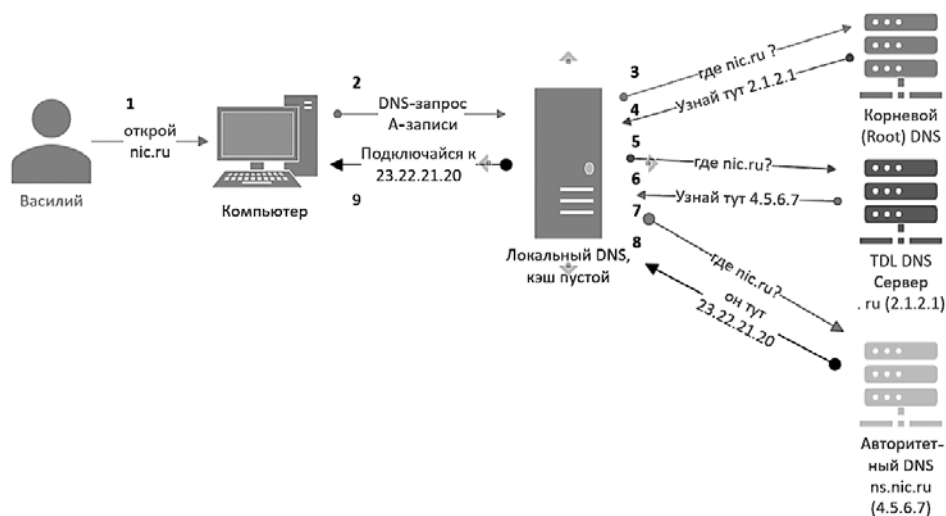 1
открой
nic.ru
Василий
Компьютер
2
DNS-запрос
А-записи
Подключайся к
23.22.21.20
9
Локальный DNS,
кэш пустой
3
где nic.ru ?
4
Узнай тут 2.1.2.1
Корневой
(Root) DNS
5
где nic.ru?
6
Узнай тут 4.5.6.7
TDL DNS
Сервер
. ru (2.1.2.1)
7
где nic.ru?
8
он тут
23.22.21.20
Авторитет-
ный DNS
ns.nic.ru
(4.5.6.7)